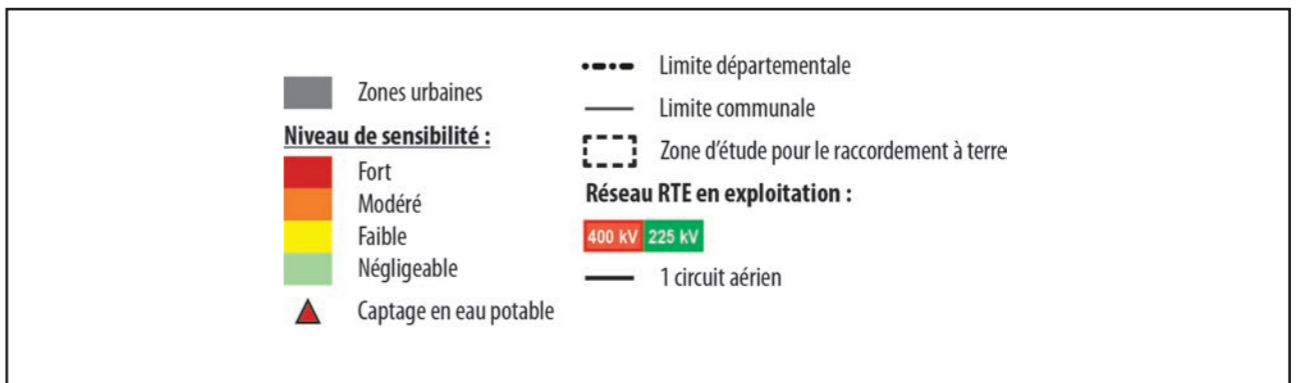 Zones urbaines
Niveau de sensibilité :
Fort
Modéré
Faible
Négligeable
Captage en eau potable
Limite départementale
Limite communale
Zone d'étude pour le raccordement à terre
Réseau RTE en exploitation :
400 kV 225 kV
1 circuit aérien